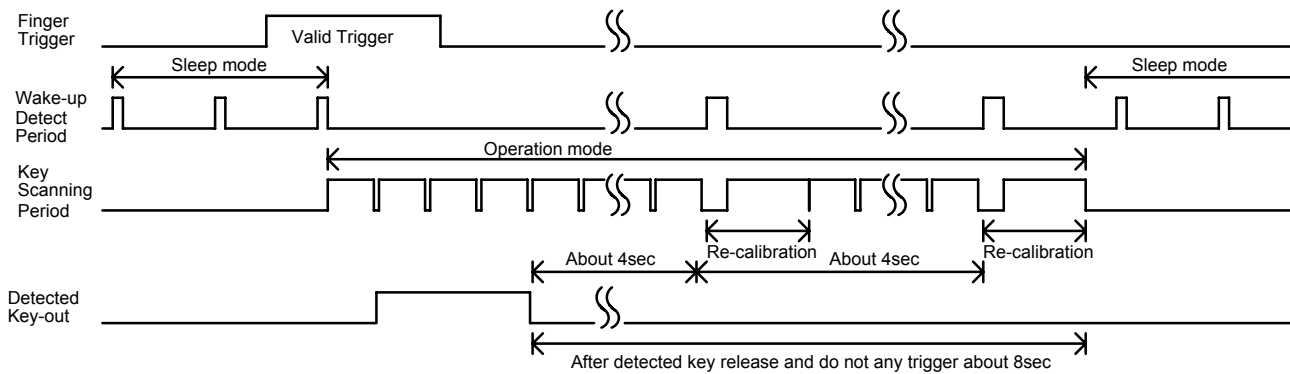 Finger
Trigger
Valid Trigger
Sleep mode
Sleep mode
Wake-up
Detect
Period
Operation mode
Key
Scanning
Period
Re-calibration
Re-calibration
About 4sec
About 4sec
Detected
Key-out
After detected key release and do not any trigger about 8sec